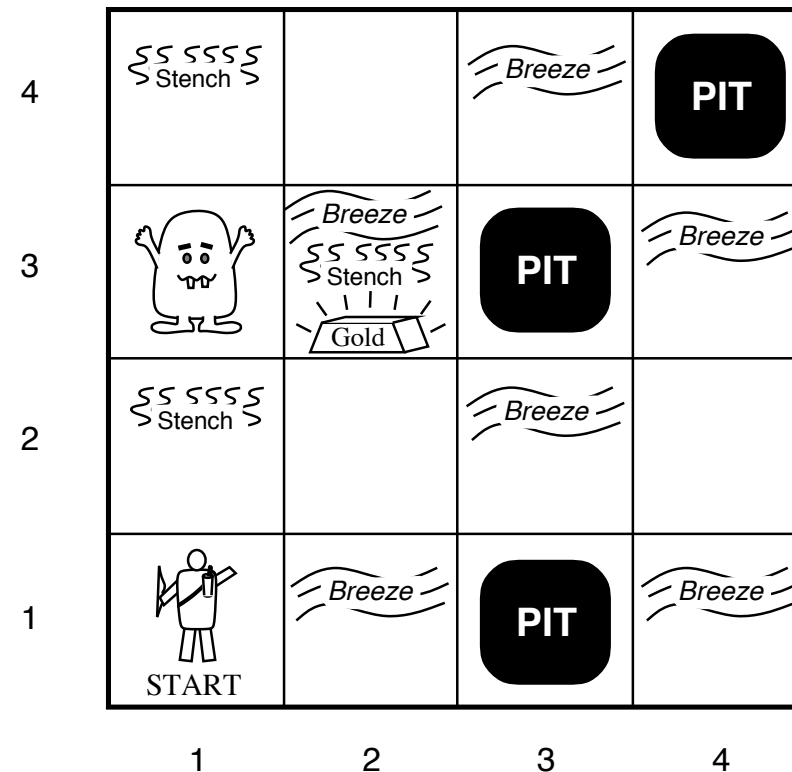 4
Stench
Breeze
PIT
3
Breeze
Stench
Gold
PIT
Breeze
2
Stench
Breeze
1
START
Breeze
PIT
Breeze
1 2 3 4